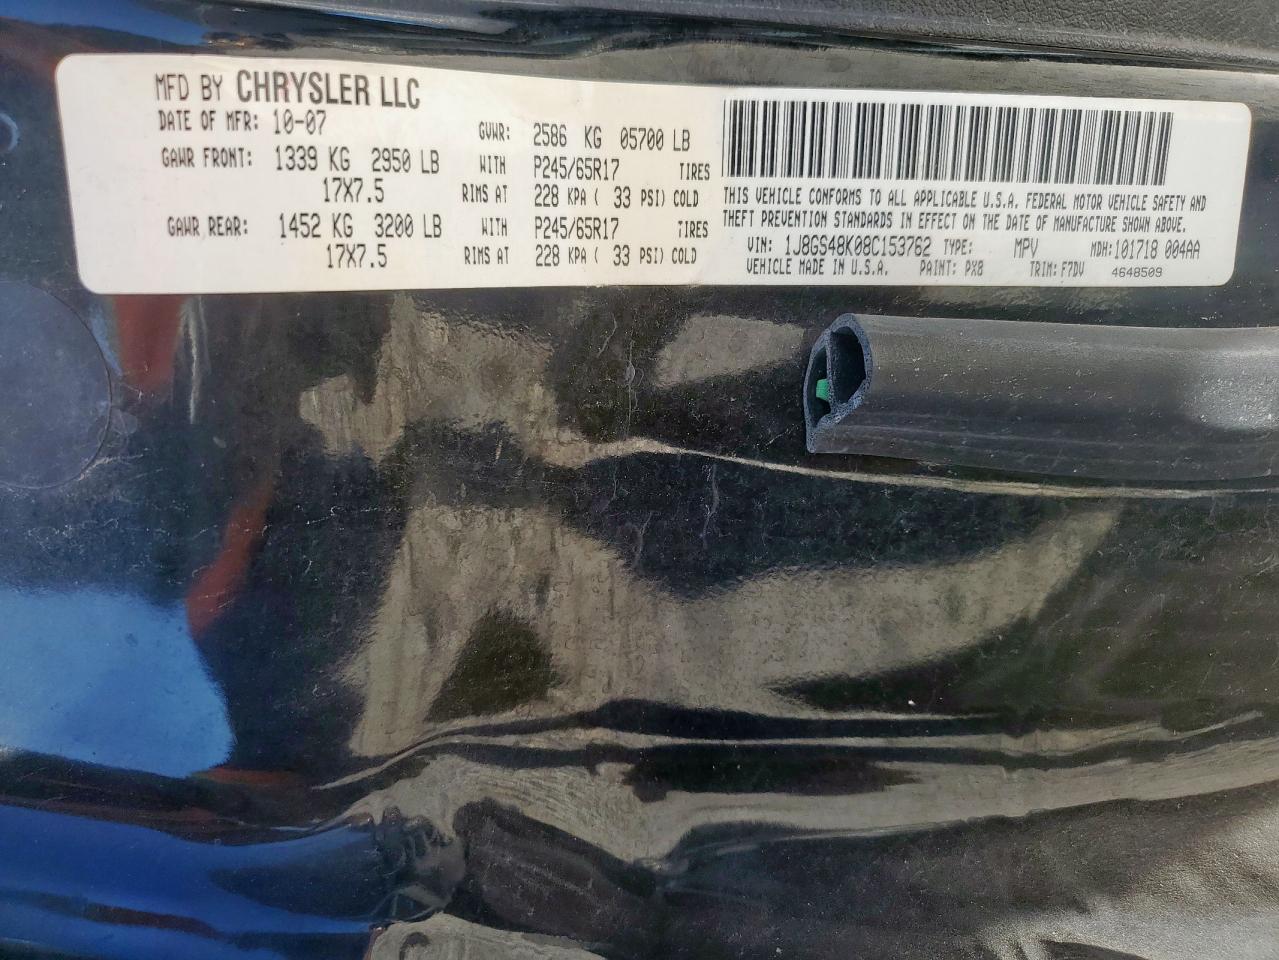 MFD BY CHRYSLER LLC
DATE OF MFR: 10-07 GVWR: 2586 KG 05700 LB
GAWR FRONT: 1339 KG 2950 LB WITH P245/65R17 TIRES
17X7.5 RIMS AT 228 KPA ( 33 PSI) COLD
GAWR REAR: 1452 KG 3200 LB WITH P245/65R17 TIRES
17X7.5 RIMS AT 228 KPA ( 33 PSI) COLD
THIS VEHICLE CONFORMS TO ALL APPLICABLE U.S.A. FEDERAL MOTOR VEHICLE SAFETY AND
THEFT PREVENTION STANDARDS IN EFFECT ON THE DATE OF MANUFACTURE SHOWN ABOVE.
VIN: 1J8GS48K08C153762 TYPE: MPV MDH:101718 004AA
VEHICLE MADE IN U.S.A. PAINT: PX8 TRIM: F7DV 4648509